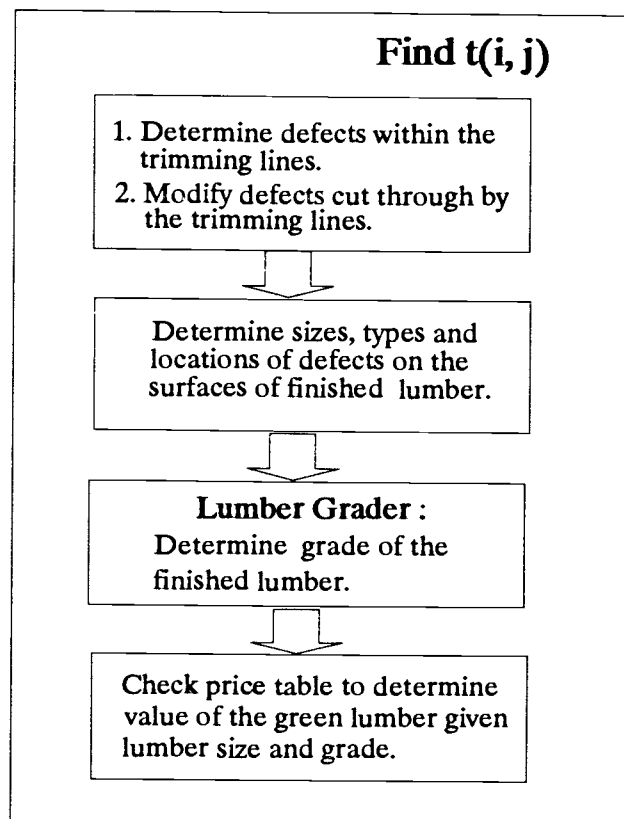 Find t(i, j)
1. Determine defects within the
trimming lines.
2. Modify defects cut through by
the trimming lines.
Determine sizes, types and
locations of defects on the
surfaces of finished lumber.
Lumber Grader :
Determine grade of the
finished lumber.
Check price table to determine
value of the green lumber given
lumber size and grade.